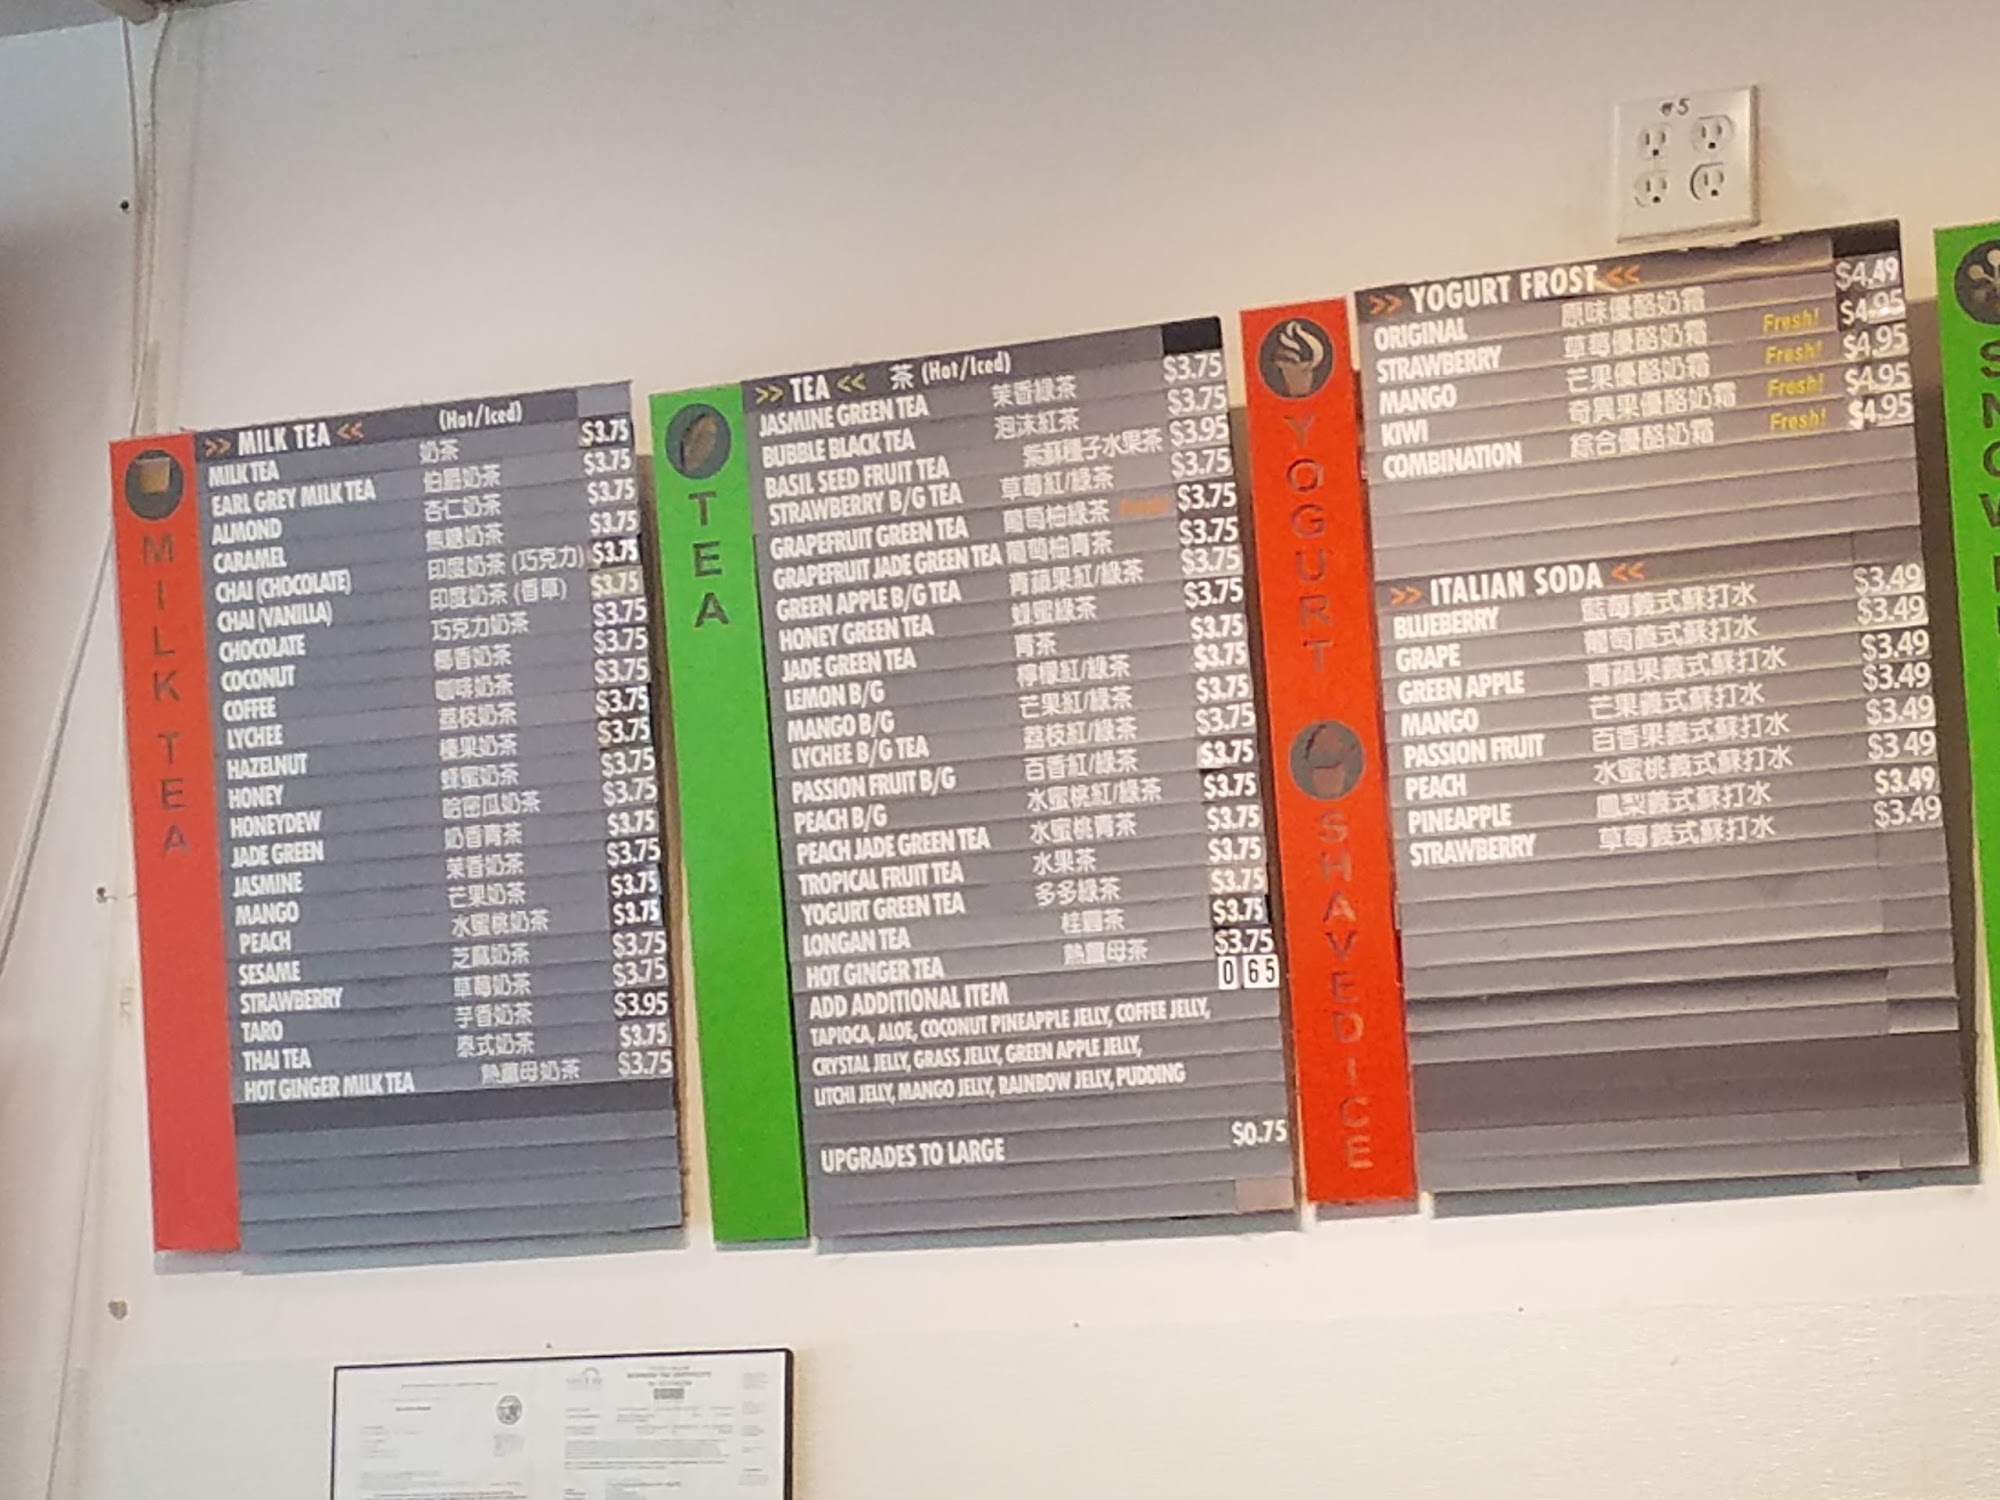 #5
MILK TEA
>> MILK TEA << (Hot/Iced)
MILK TEA 奶茶 $3.75
EARL GREY MILK TEA 伯爵奶茶 $3.75
ALMOND 杏仁奶茶 $3.75
CARAMEL 焦糖奶茶 $3.75
CHAI (CHOCOLATE) 印度奶茶 (巧克力) $3.75
CHAI (VANILLA) 印度奶茶 (香草) $3.75
CHOCOLATE 巧克力奶茶 $3.75
COCONUT 椰香奶茶 $3.75
COFFEE 咖啡奶茶 $3.75
LYCHEE 荔枝奶茶 $3.75
HAZELNUT 榛果奶茶 $3.75
HONEY 蜂蜜奶茶 $3.75
HONEYDEW 哈密瓜奶茶 $3.75
JADE GREEN 奶香青茶 $3.75
JASMINE 茉香奶茶 $3.75
MANGO 芒果奶茶 $3.75
PEACH 水蜜桃奶茶 $3.75
SESAME 芝麻奶茶 $3.75
STRAWBERRY 草莓奶茶 $3.75
TARO 芋香奶茶 $3.95
THAI TEA 泰式奶茶 $3.75
HOT GINGER MILK TEA 熱薑母奶茶 $3.75
TEA
>> TEA << 茶 (Hot/Iced)
JASMINE GREEN TEA 茉香綠茶 $3.75
BUBBLE BLACK TEA 泡沫紅茶 $3.75
BASIL SEED FRUIT TEA 紫蘇種子水果茶 $3.95
STRAWBERRY B/G TEA 草莓紅/綠茶 $3.75
GRAPEFRUIT GREEN TEA 葡萄柚綠茶 $3.75
GRAPEFRUIT JADE GREEN TEA 葡萄柚青茶 $3.75
GREEN APPLE B/G TEA 青蘋果紅/綠茶 $3.75
HONEY GREEN TEA 蜂蜜綠茶 $3.75
JADE GREEN TEA 青茶 $3.75
LEMON B/G 檸檬紅/綠茶 $3.75
MANGO B/G 芒果紅/綠茶 $3.75
LYCHEE B/G TEA 荔枝紅/綠茶 $3.75
PASSION FRUIT B/G 百香紅/綠茶 $3.75
PEACH B/G 水蜜桃紅/綠茶 $3.75
PEACH JADE GREEN TEA 水蜜桃青茶 $3.75
TROPICAL FRUIT TEA 水果茶 $3.75
YOGURT GREEN TEA 多多綠茶 $3.75
LONGAN TEA 桂圓茶 $3.75
HOT GINGER TEA 熱薑母茶 $3.75
ADD ADDITIONAL ITEM 0 65
TAPIOCA, ALOE, COCONUT PINEAPPLE JELLY, COFFEE JELLY,
CRYSTAL JELLY, GRASS JELLY, GREEN APPLE JELLY,
LITCHI JELLY, MANGO JELLY, RAINBOW JELLY, PUDDING
UPGRADES TO LARGE $0.75
YOGURT
SHAVED ICE
>> YOGURT FROST <<
ORIGINAL 原味優酪奶霜 $4.49
STRAWBERRY 草莓優酪奶霜 Fresh! $4.95
MANGO 芒果優酪奶霜 Fresh! $4.95
KIWI 奇異果優酪奶霜 Fresh! $4.95
COMBINATION 綜合優酪奶霜 Fresh! $4.95
>> ITALIAN SODA <<
BLUEBERRY 藍莓義式蘇打水 $3.49
GRAPE 葡萄義式蘇打水 $3.49
GREEN APPLE 青蘋果義式蘇打水 $3.49
MANGO 芒果義式蘇打水 $3.49
PASSION FRUIT 百香果義式蘇打水 $3.49
PEACH 水蜜桃義式蘇打水 $3 49
PINEAPPLE 鳳梨義式蘇打水 $3.49
STRAWBERRY 草莓義式蘇打水 $3.49